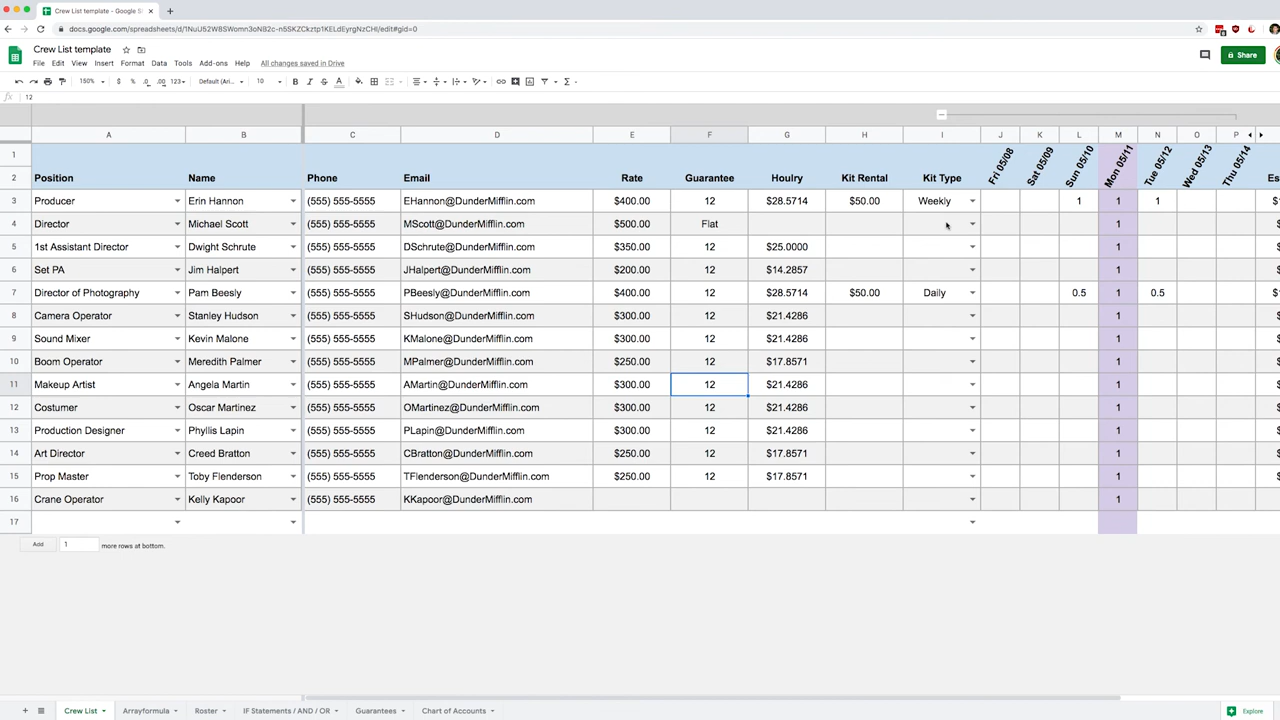 Crew List template - Google S
docs.google.com/spreadsheets/d/1NuU52W8SWomn3oNB2c-n5SKZCkztp1KELdEyrgNzCHI/edit#gid=0
Crew List template
File Edit View Insert Format Data Tools Add-ons Help All changes saved in Drive
Share
150% $ % .0 .00 123 Default (Ari... 10 B I S A
fx 12
A B C D E F G H I J K L M N O P
1 Fri 05/08 Sat 05/09 Sun 05/10 Mon 05/11 Tue 05/12 Wed 05/13 Thu 05/14
2 Position Name Phone Email Rate Guarantee Houlry Kit Rental Kit Type Es
3 Producer Erin Hannon (555) 555-5555 EHannon@DunderMifflin.com $400.00 12 $28.5714 $50.00 Weekly 1 1 1
4 Director Michael Scott (555) 555-5555 MScott@DunderMifflin.com $500.00 Flat 1
5 1st Assistant Director Dwight Schrute (555) 555-5555 DSchrute@DunderMifflin.com $350.00 12 $25.0000 1
6 Set PA Jim Halpert (555) 555-5555 JHalpert@DunderMifflin.com $200.00 12 $14.2857 1
7 Director of Photography Pam Beesly (555) 555-5555 PBeesly@DunderMifflin.com $400.00 12 $28.5714 $50.00 Daily 0.5 1 0.5
8 Camera Operator Stanley Hudson (555) 555-5555 SHudson@DunderMifflin.com $300.00 12 $21.4286 1
9 Sound Mixer Kevin Malone (555) 555-5555 KMalone@DunderMifflin.com $300.00 12 $21.4286 1
10 Boom Operator Meredith Palmer (555) 555-5555 MPalmer@DunderMifflin.com $250.00 12 $17.8571 1
11 Makeup Artist Angela Martin (555) 555-5555 AMartin@DunderMifflin.com $300.00 12 $21.4286 1
12 Costumer Oscar Martinez (555) 555-5555 OMartinez@DunderMifflin.com $300.00 12 $21.4286 1
13 Production Designer Phyllis Lapin (555) 555-5555 PLapin@DunderMifflin.com $300.00 12 $21.4286 1
14 Art Director Creed Bratton (555) 555-5555 CBratton@DunderMifflin.com $250.00 12 $17.8571 1
15 Prop Master Toby Flenderson (555) 555-5555 TFlenderson@DunderMifflin.com $250.00 12 $17.8571 1
16 Crane Operator Kelly Kapoor (555) 555-5555 KKapoor@DunderMifflin.com 1
17
Add 1 more rows at bottom.
Crew List Arrayformula Roster IF Statements / AND / OR Guarantees Chart of Accounts Explore